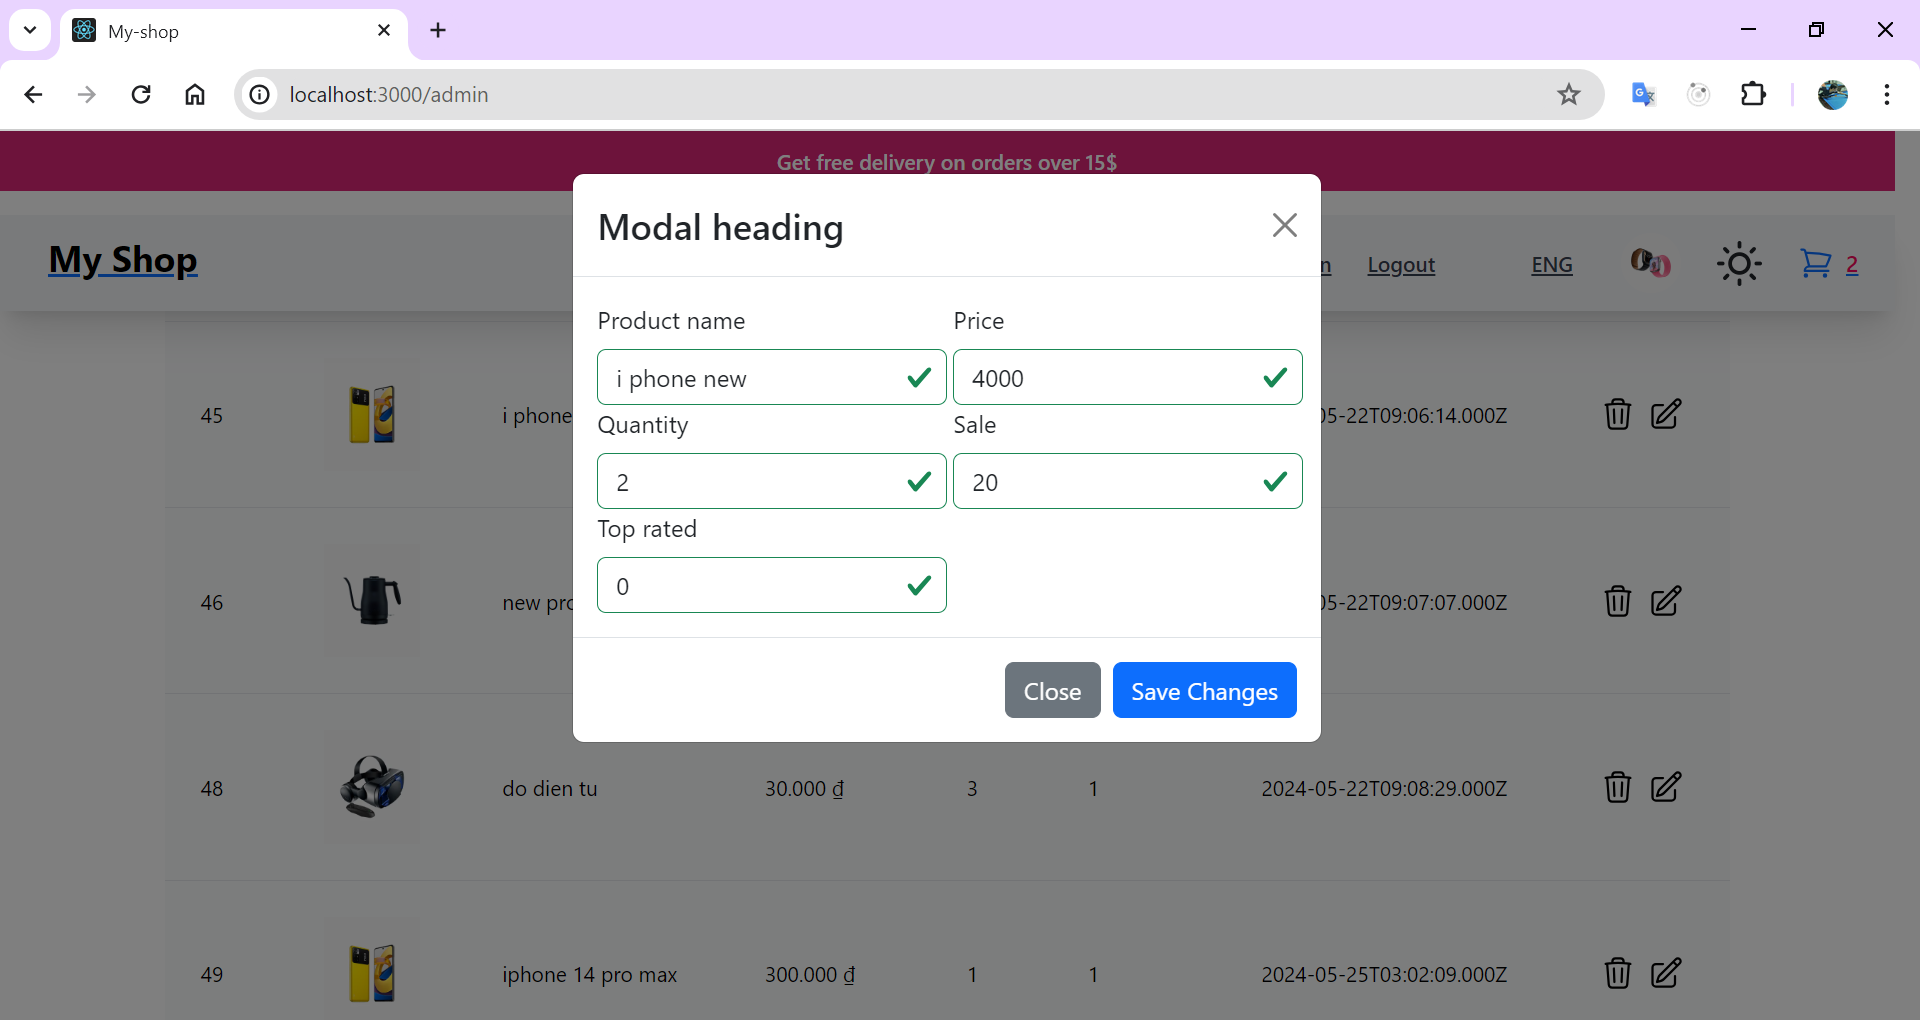 My-shop
localhost:3000/admin
Get free delivery on orders over 15$
My Shop
Logout
ENG
2
Modal heading
Product name
Price
i phone new
4000
Quantity
Sale
2
20
Top rated
0
Close
Save Changes
45
i phone
05-22T09:06:14.000Z
46
new pro
05-22T09:07:07.000Z
48
do dien tu
30.000 ₫
3
1
2024-05-22T09:08:29.000Z
49
iphone 14 pro max
300.000 ₫
1
1
2024-05-25T03:02:09.000Z